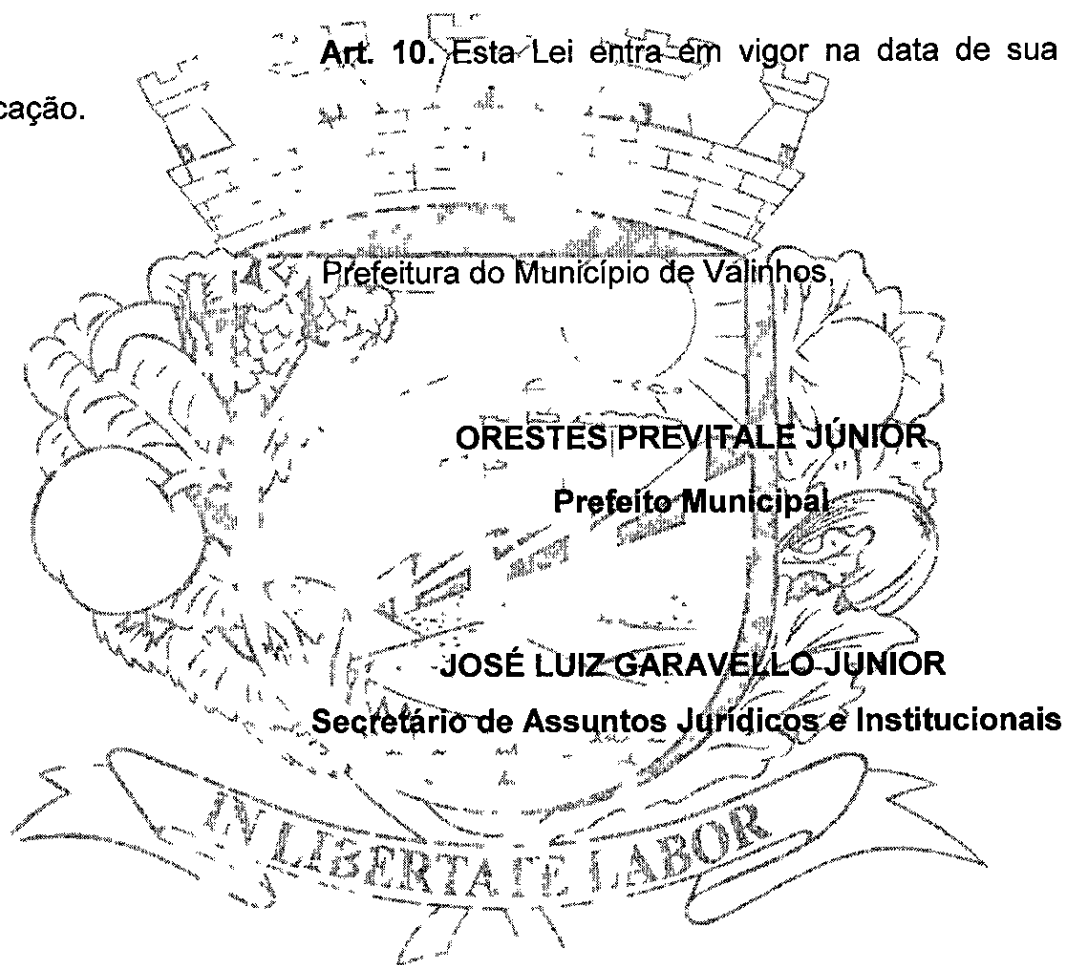 Art. 10. Esta Lei entra em vigor na data de sua
cação.
Prefeitura do Município de Valinhos,
ORESTES PREVITALE JÚNIOR
Prefeito Municipal
JOSÉ LUIZ GARAVELLO JUNIOR
Secretário de Assuntos Jurídicos e Institucionais
IN LIBERTATE LABOR